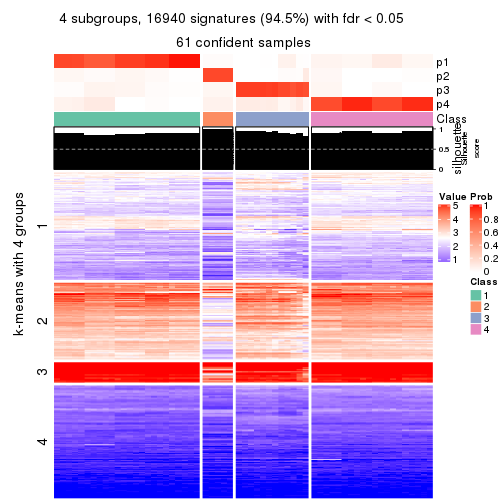 4 subgroups, 16940 signatures (94.5%) with fdr < 0.05
61 confident samples
p1
p2
p3
p4
Class
silhouette
Silhouette
score
1
0.5
0
k-means with 4 groups
1
2
3
4
Value
5
4
3
2
1
Prob
1
0.8
0.6
0.4
0.2
0
Class
1
2
3
4